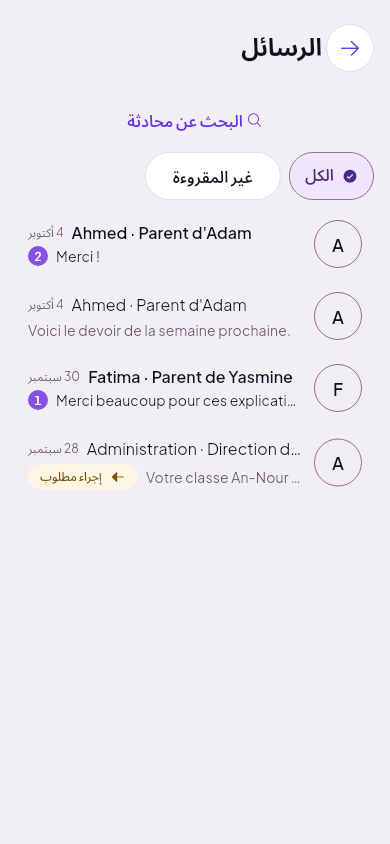 الرسائل
البحث عن محادثة
الكل
غير المقروءة
A
Ahmed · Parent d'Adam
4 أكتوبر
Merci !
2
A
Ahmed · Parent d'Adam
4 أكتوبر
Voici le devoir de la semaine prochaine.
F
Fatima · Parent de Yasmine
30 سبتمبر
Merci beaucoup pour ces explicati...
1
A
Administration · Direction d...
28 سبتمبر
Votre classe An-Nour ...
إجراء مطلوب